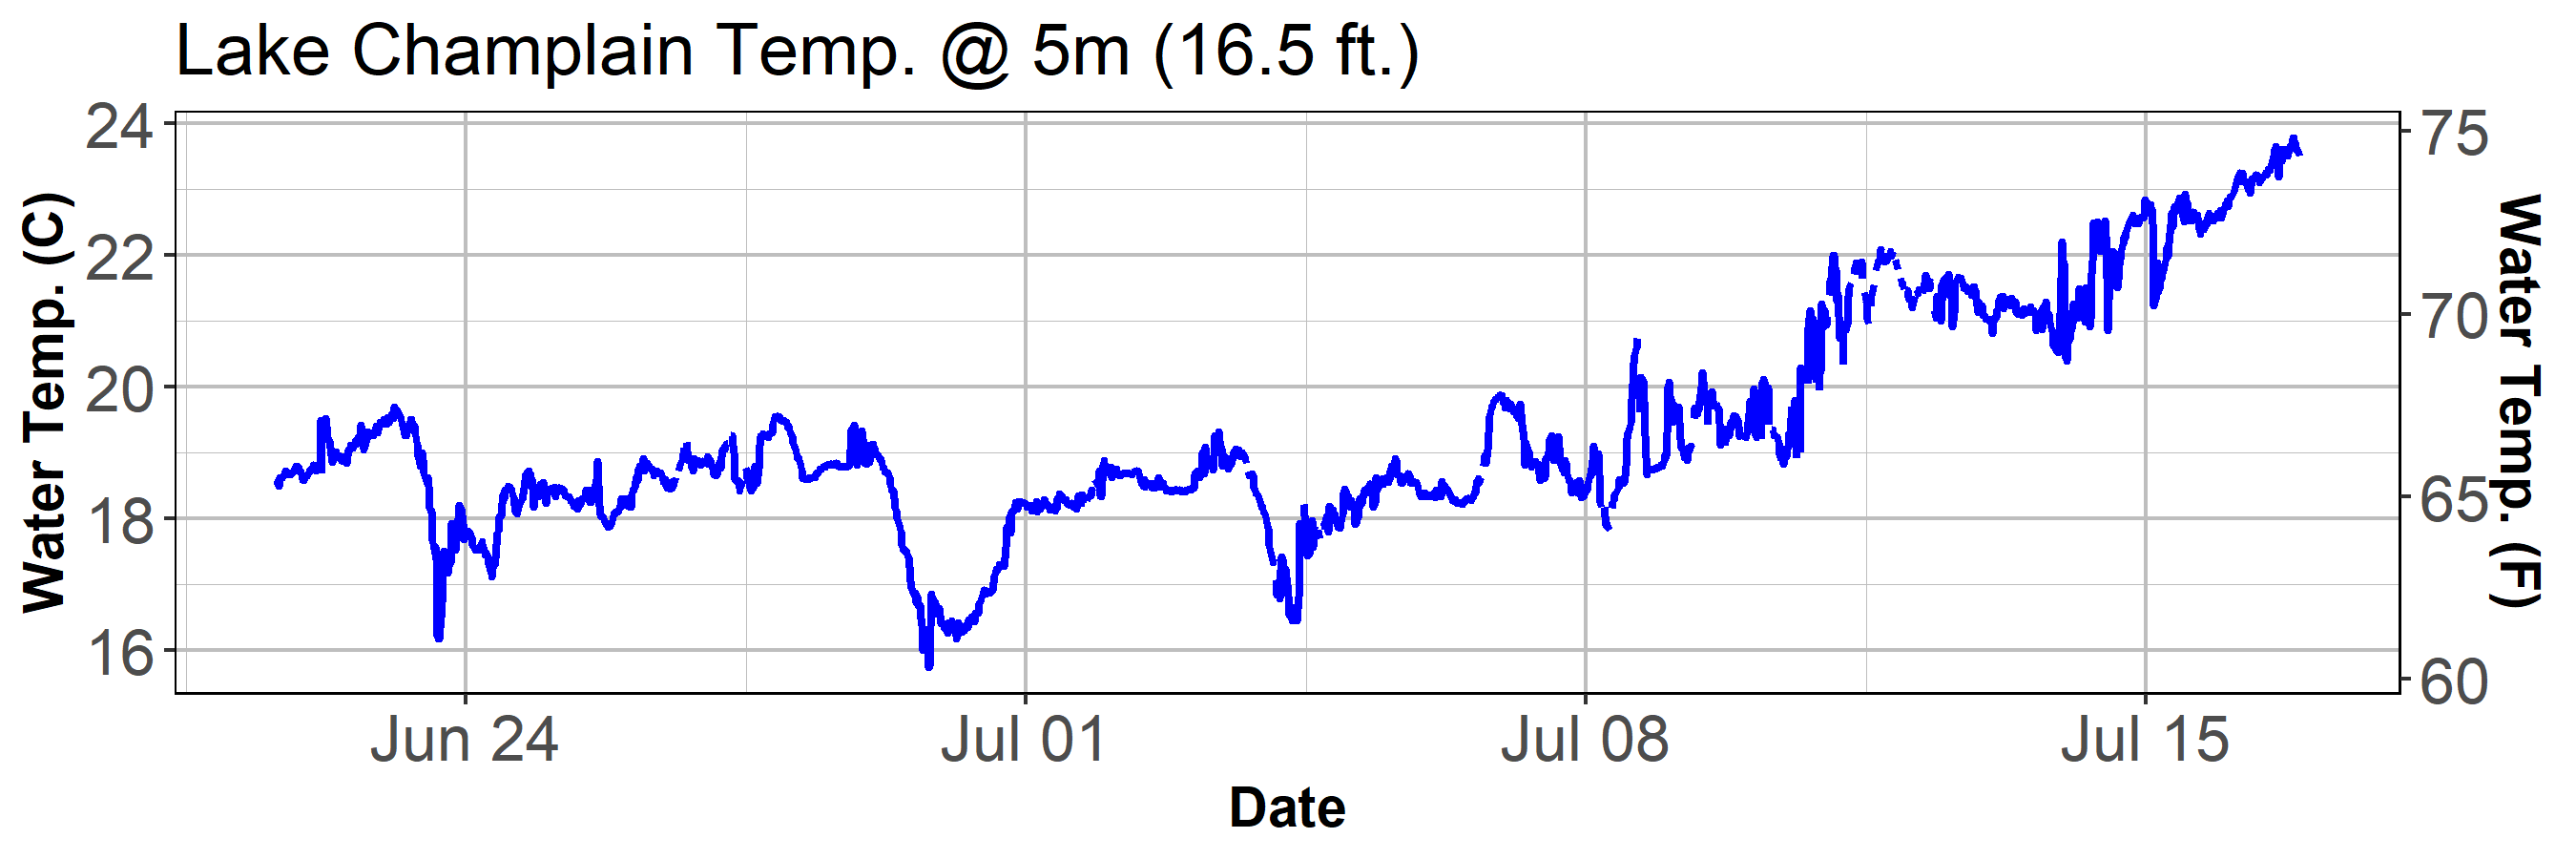 Lake Champlain Temp. @ 5m (16.5 ft.)
24
22
20
18
16
Water Temp. (C)
75
70
65
60
Water Temp. (F)
Jun 24
Jul 01
Jul 08
Jul 15
Date